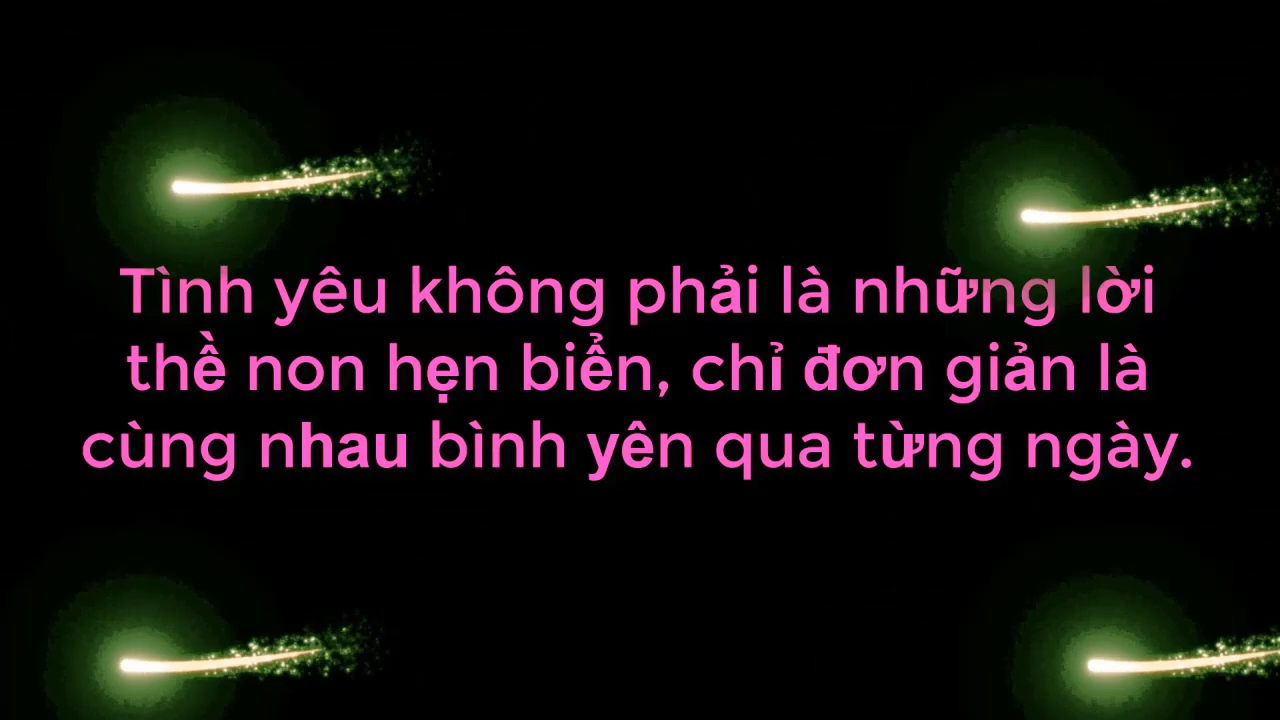 Tình yêu không phải là những lời
thề non hẹn biển, chỉ đơn giản là
cùng nhau bình yên qua từng ngày.